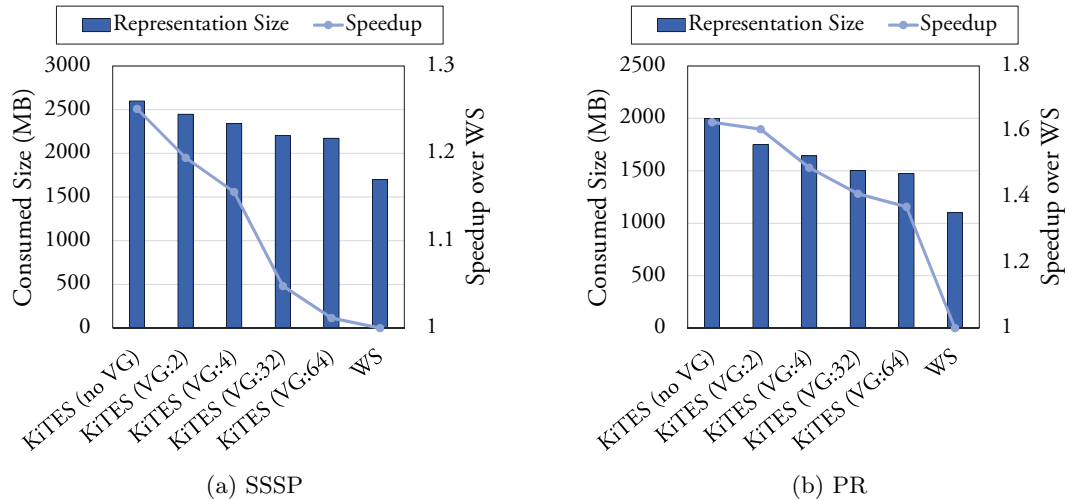 Representation Size Speedup
3000
2500
2000
1500
1000
500
0
Consumed Size (MB)
1.3
1.2
1.1
1
Speedup over WS
KiTES (no VG)
KiTES (VG:2)
KiTES (VG:4)
KiTES (VG:32)
KiTES (VG:64)
WS
(a) SSSP
Representation Size Speedup
2500
2000
1500
1000
500
0
Consumed Size (MB)
1.8
1.6
1.4
1.2
1
Speedup over WS
KiTES (no VG)
KiTES (VG:2)
KiTES (VG:4)
KiTES (VG:32)
KiTES (VG:64)
WS
(b) PR